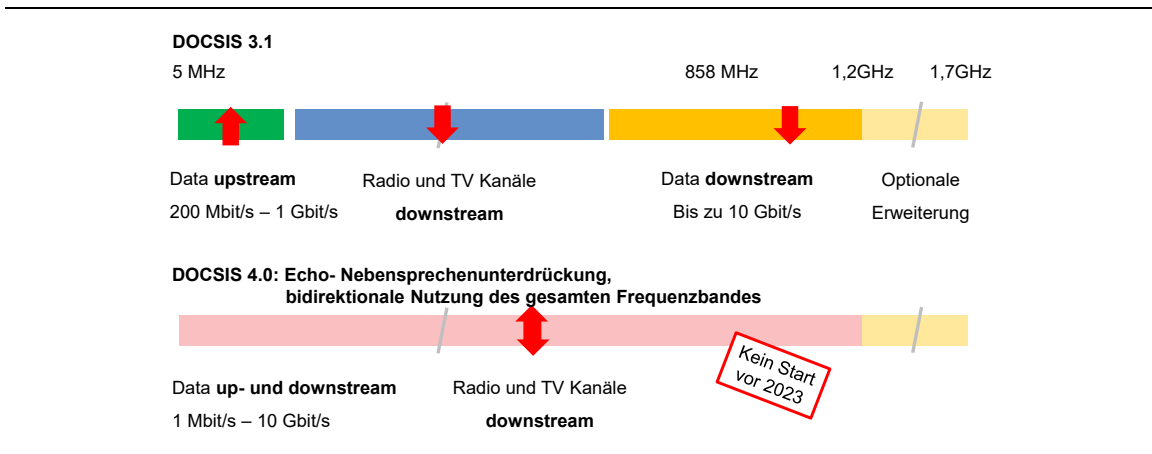 DOCSIS 3.1
5 MHz
858 MHz
1,2GHz
1,7GHz
Data upstream
200 Mbit/s – 1 Gbit/s
Radio und TV Kanäle
downstream
Data downstream
Bis zu 10 Gbit/s
Optionale
Erweiterung
DOCSIS 4.0: Echo- Nebensprechenunterdrückung,
bidirektionale Nutzung des gesamten Frequenzbandes
Kein Start
vor 2023
Data up- und downstream
1 Mbit/s – 10 Gbit/s
Radio und TV Kanäle
downstream